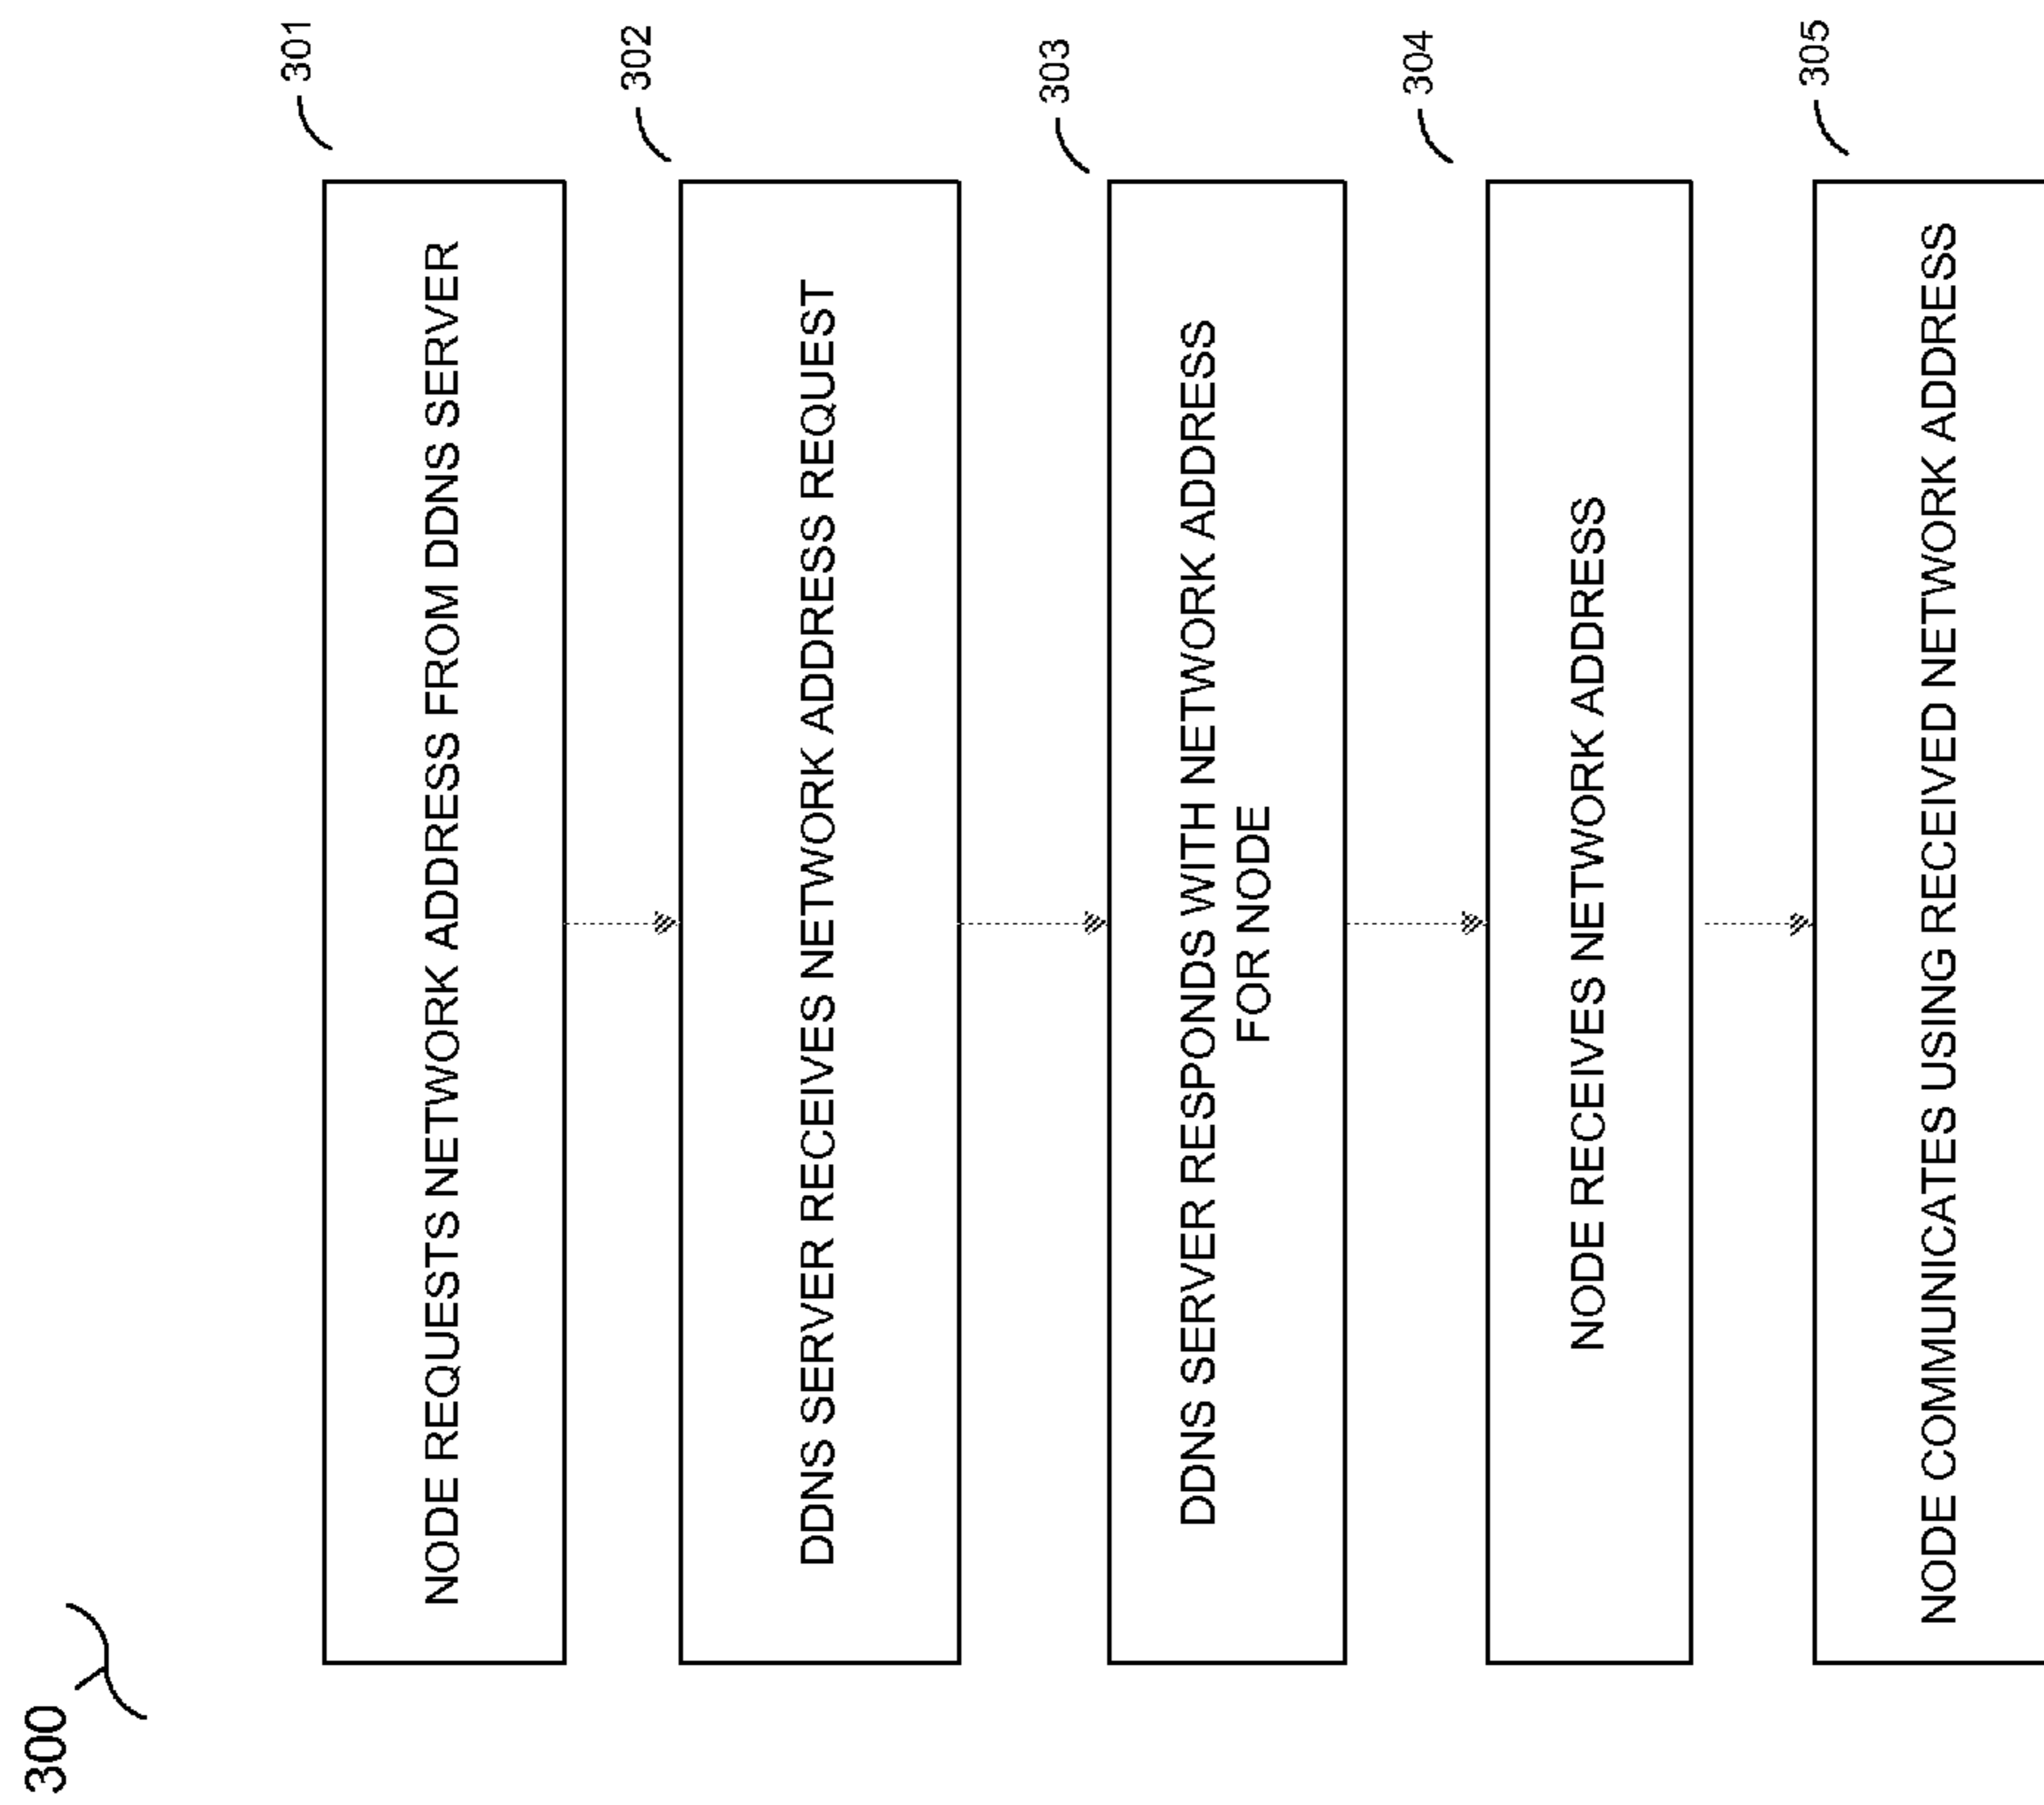 300
301
NODE REQUESTS NETWORK ADDRESS FROM DDNS SERVER
302
DDNS SERVER RECEIVES NETWORK ADDRESS REQUEST
303
DDNS SERVER RESPONDS WITH NETWORK ADDRESS
FOR NODE
304
NODE RECEIVES NETWORK ADDRESS
305
NODE COMMUNICATES USING RECEIVED NETWORK ADDRESS